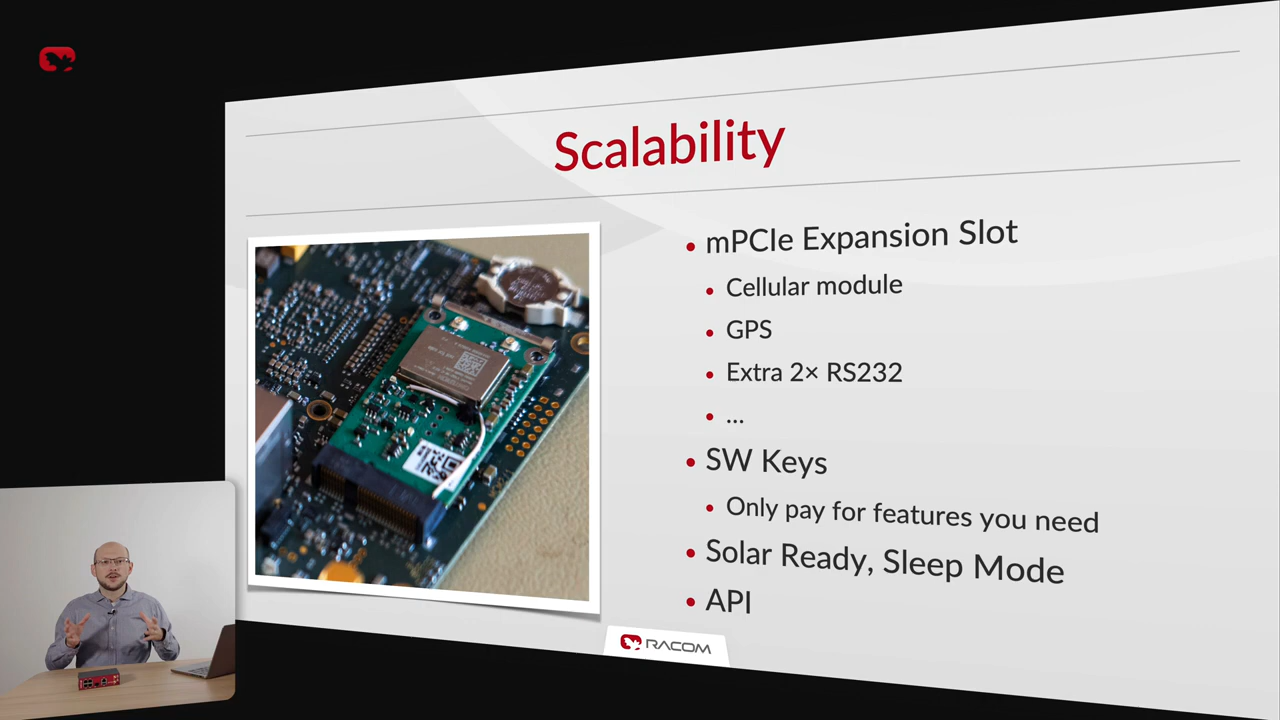 Scalability
mPCIe Expansion Slot
Cellular module
GPS
Extra 2× RS232
...
SW Keys
Only pay for features you need
Solar Ready, Sleep Mode
API
RACOM